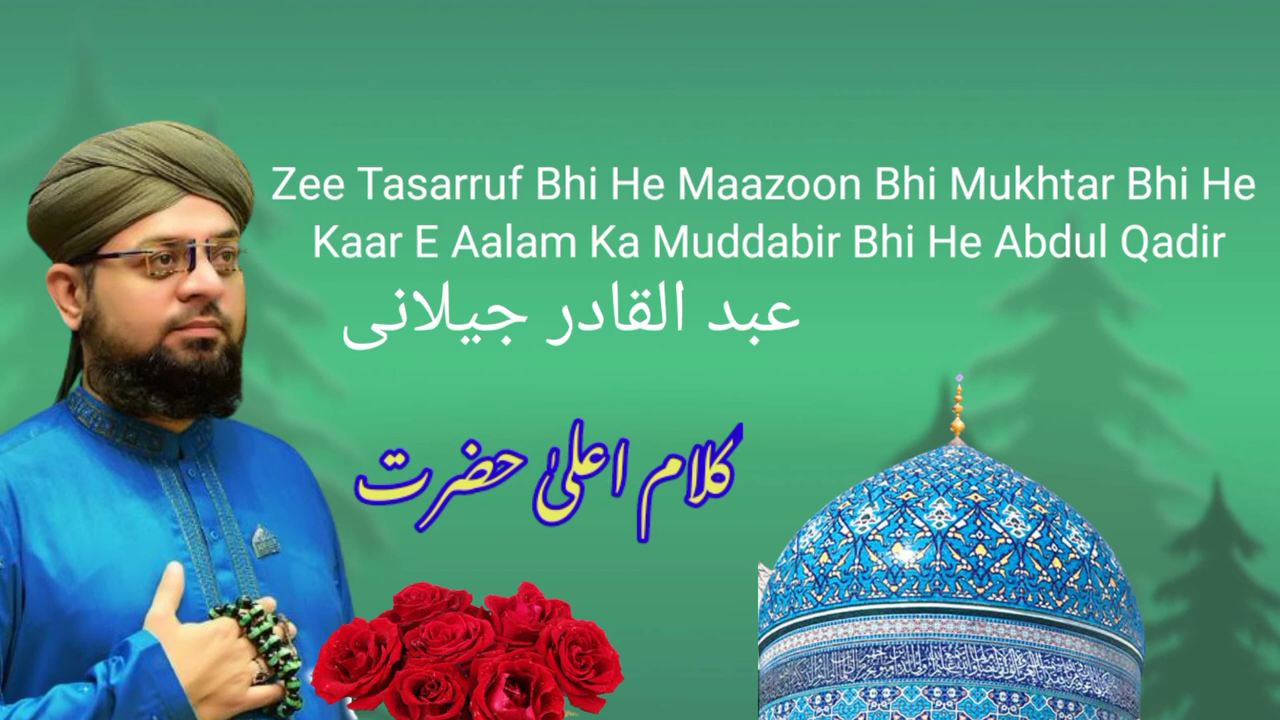 Zee Tasarruf Bhi He Maazoon Bhi Mukhtar Bhi He
Kaar E Aalam Ka Muddabir Bhi He Abdul Qadir
عبد القادر جیلانی
کلام اعلیٰ حضرت